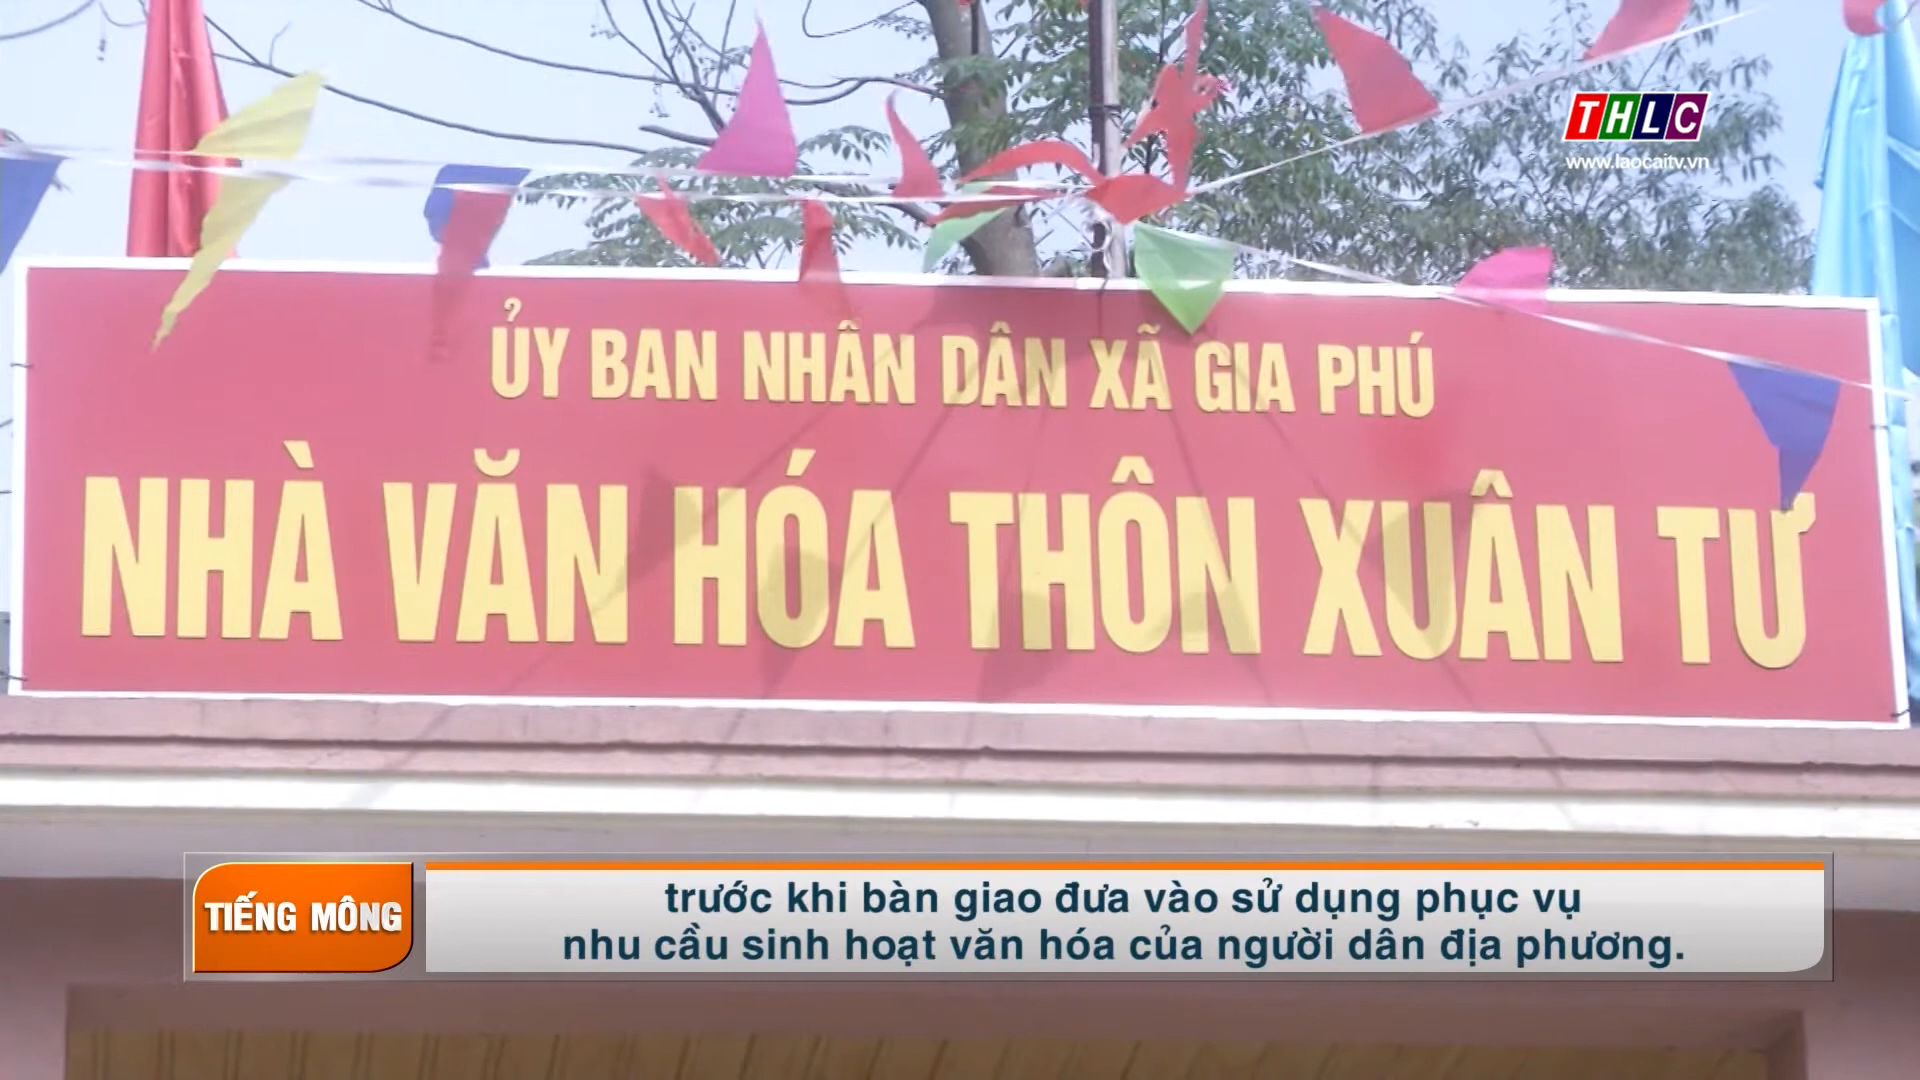 THLC
www.laocaitv.vn
ỦY BAN NHÂN DÂN XÃ GIA PHÚ
NHÀ VĂN HÓA THÔN XUÂN TƯ
TIẾNG MÔNG
trước khi bàn giao đưa vào sử dụng phục vụ
nhu cầu sinh hoạt văn hóa của người dân địa phương.